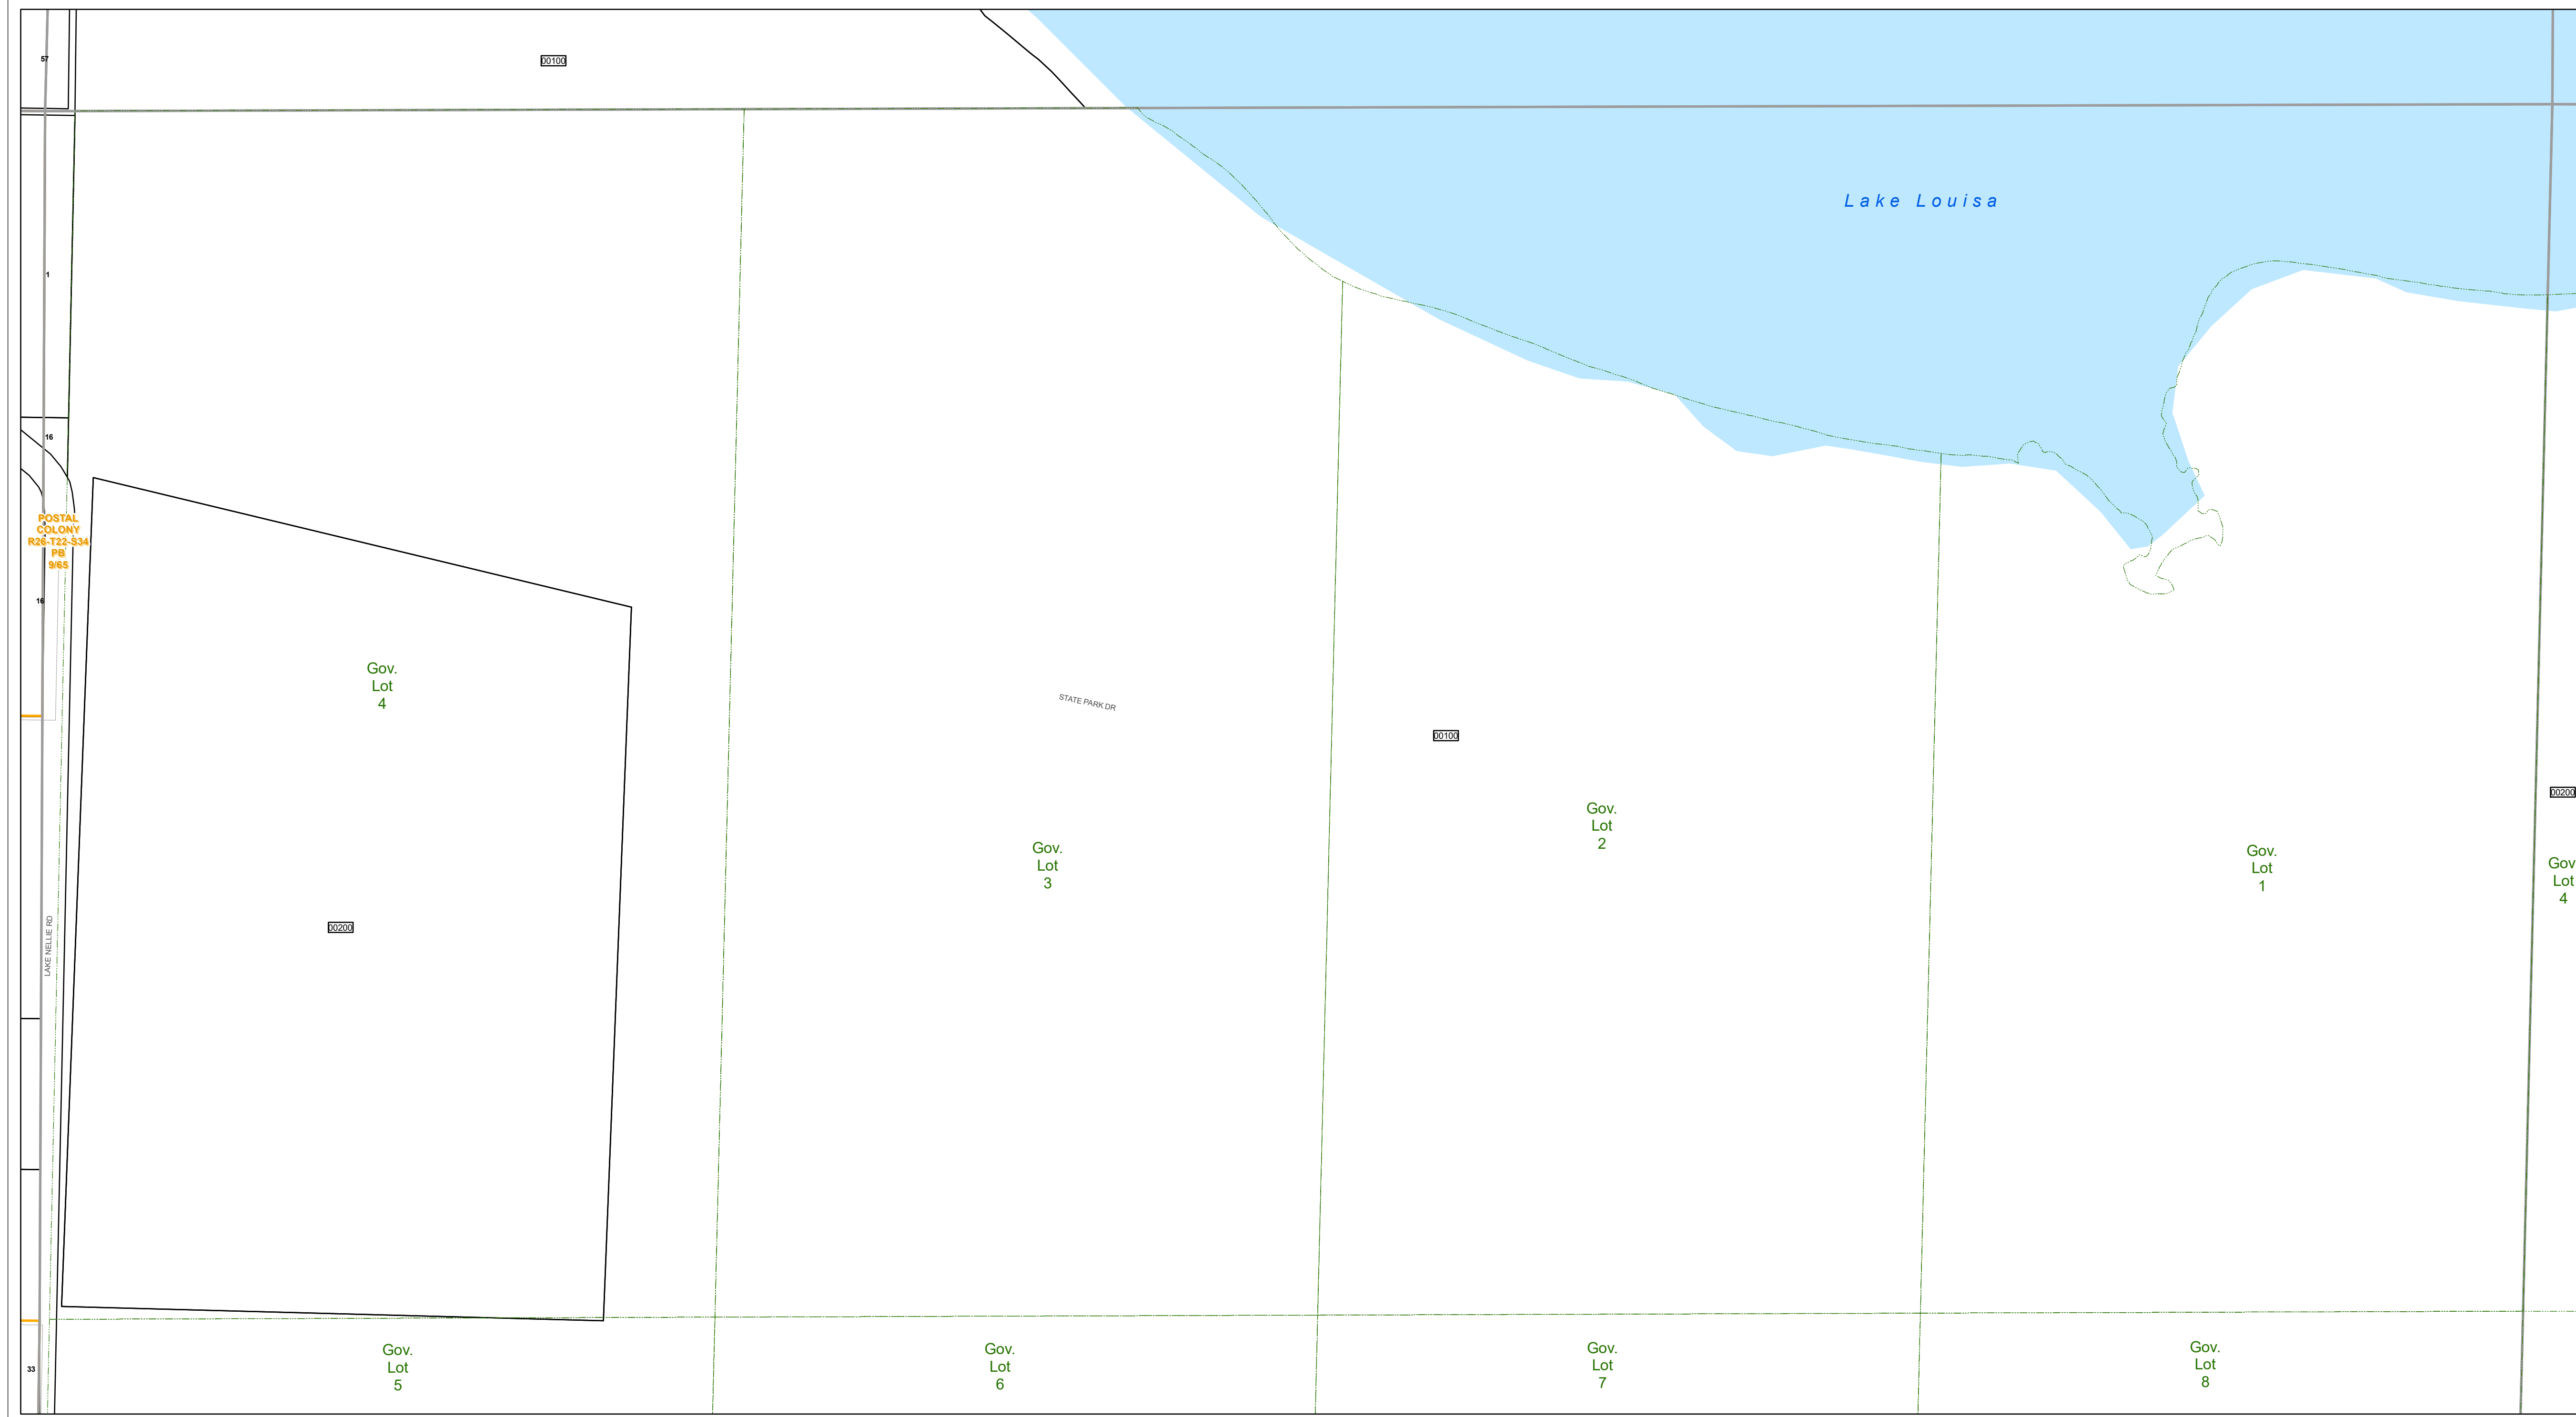 57
00100
Lake Louisa
1
16
POSTAL
COLONY
R26-T22-S34
PB
9/65
16
Gov.
Lot
4
STATE PARK DR
00100
00200
Gov.
Lot
2
Gov.
Lot
3
Gov.
Lot
1
Gov
Lot
4
00200
LAKE NELLIE RD
33
Gov.
Lot
5
Gov.
Lot
6
Gov.
Lot
7
Gov.
Lot
8